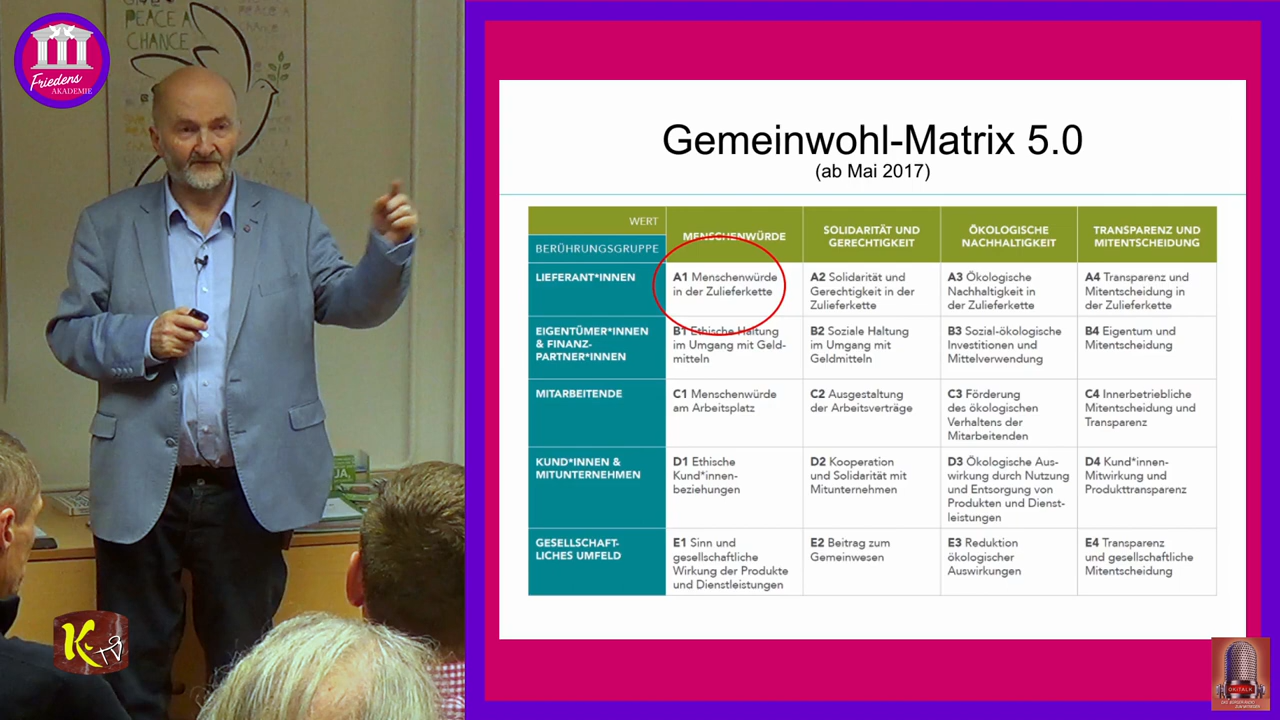 GIVE
PEACE A
CHANCE
Friedens
AKADEMIE
JA,
K TV
Gemeinwohl-Matrix 5.0
(ab Mai 2017)
WERT
BERÜHRUNGSGRUPPE
MENSCHENWÜRDE
SOLIDARITÄT UND
GERECHTIGKEIT
ÖKOLOGISCHE
NACHHALTIGKEIT
TRANSPARENZ UND
MITENTSCHEIDUNG
LIEFERANT*INNEN
A1 Menschenwürde
in der Zulieferkette
A2 Solidarität und
Gerechtigkeit in der
Zulieferkette
A3 Ökologische
Nachhaltigkeit in
der Zulieferkette
A4 Transparenz und
Mitentscheidung in
der Zulieferkette
EIGENTÜMER*INNEN
& FINANZ-
PARTNER*INNEN
B1 Ethische Haltung
im Umgang mit Geld-
mitteln
B2 Soziale Haltung
im Umgang mit
Geldmitteln
B3 Sozial-ökologische
Investitionen und
Mittelverwendung
B4 Eigentum und
Mitentscheidung
MITARBEITENDE
C1 Menschenwürde
am Arbeitsplatz
C2 Ausgestaltung
der Arbeitsverträge
C3 Förderung
des ökologischen
Verhaltens der
Mitarbeitenden
C4 Innerbetriebliche
Mitentscheidung und
Transparenz
KUND*INNEN &
MITUNTERNEHMEN
D1 Ethische
Kund*innen-
beziehungen
D2 Kooperation
und Solidarität mit
Mitunternehmen
D3 Ökologische Aus-
wirkung durch Nutzung
und Entsorgung von
Produkten und Dienst-
leistungen
D4 Kund*innen-
Mitwirkung und
Produkttransparenz
GESELLSCHAFT-
LICHES UMFELD
E1 Sinn und
gesellschaftliche
Wirkung der Produkte
und Dienstleistungen
E2 Beitrag zum
Gemeinwesen
E3 Reduktion
ökologischer
Auswirkungen
E4 Transparenz
und gesellschaftliche
Mitentscheidung
OKiTALK